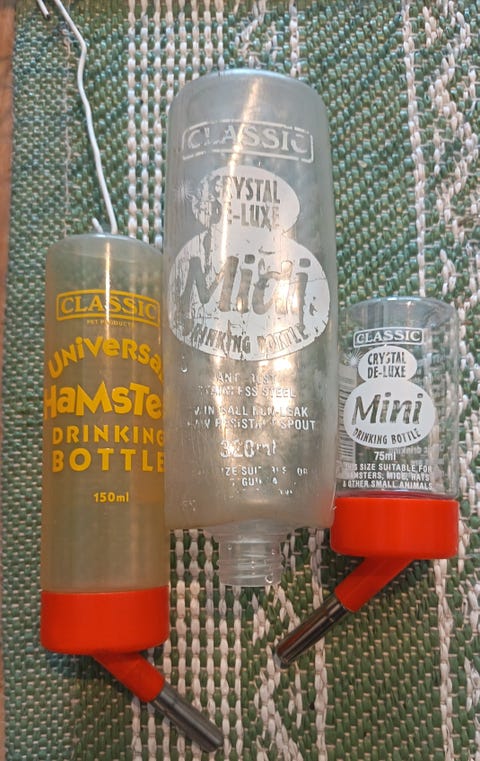 CLASSIC
PET PRODUCTS
UNiveRSaL
HaMSTeR
DRINKING
BOTTLE
150ml
CLASSIC
CRYSTAL
DE-LUXE
Midi
DRINKING BOTTLE
STAINLESS STEEL
320ml
CLASSIC
CRYSTAL
DE-LUXE
Mini
DRINKING BOTTLE
75ml
THIS SIZE SUITABLE FOR
HAMSTERS, MICE, RATS
& OTHER SMALL ANIMALS